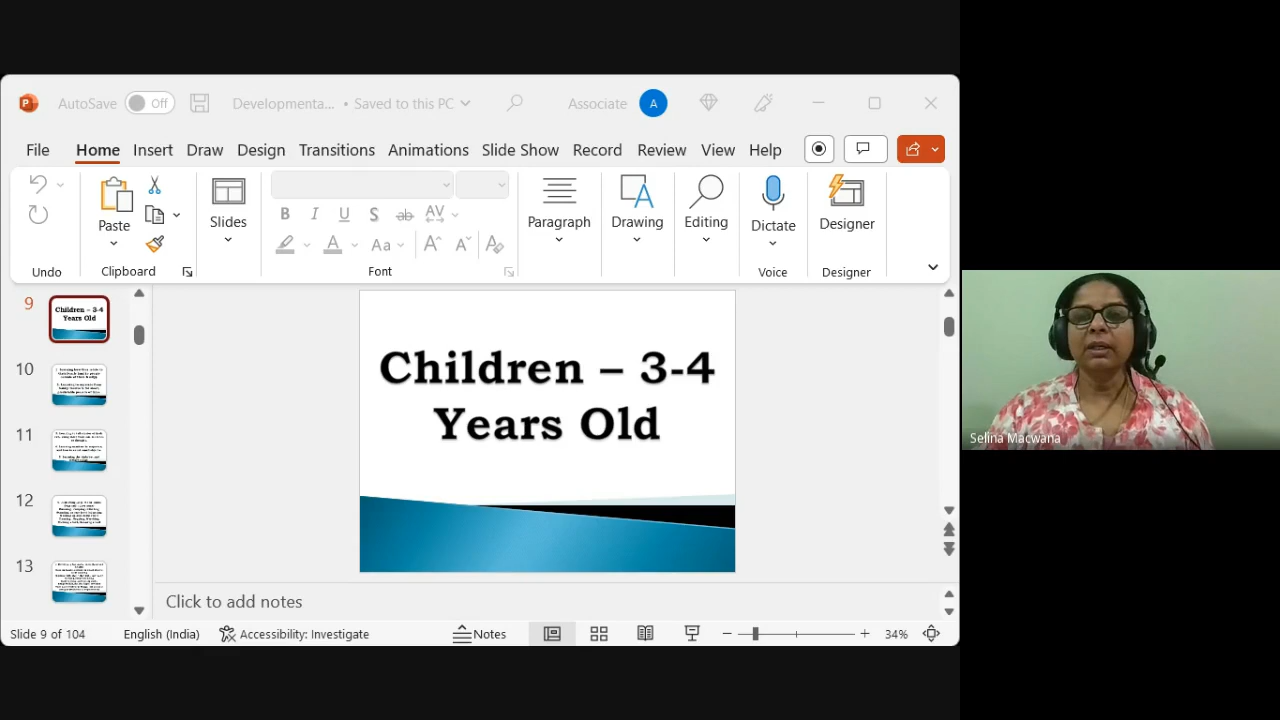 AutoSave Off Developmenta... • Saved to this PC Associate A
File Home Insert Draw Design Transitions Animations Slide Show Record Review View Help
Paste Slides B I U S ab AV Aa A A A Paragraph Drawing Editing Dictate Designer
Undo Clipboard Font Voice Designer
9
Children – 3-4
Years Old
10
11
12
13
Children – 3-4
Years Old
Click to add notes
Slide 9 of 104 English (India) Accessibility: Investigate Notes 34%
Selina Macwana